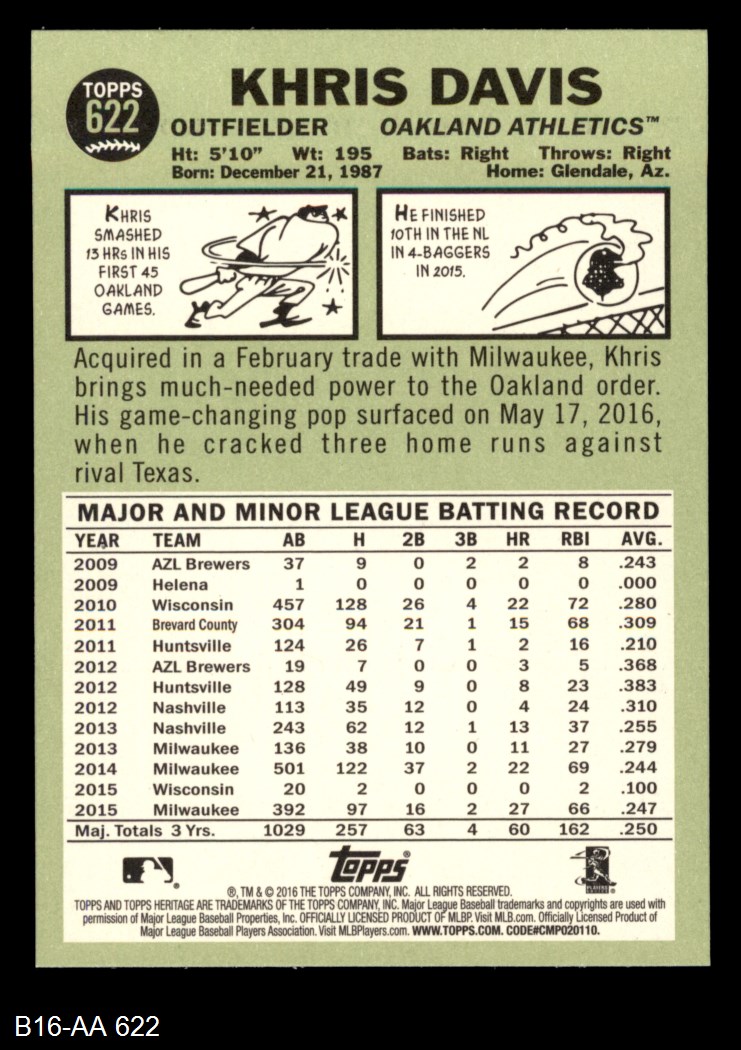 TOPPS
622
KHRIS DAVIS
OUTFIELDER OAKLAND ATHLETICS™
Ht: 5'10" Wt: 195 Bats: Right Throws: Right
Born: December 21, 1987 Home: Glendale, Az.
KHRIS
SMASHED
13 HRs IN HIS
FIRST 45
OAKLAND
GAMES.
HE FINISHED
10TH IN THE NL
IN 4-BAGGERS
IN 2015.
Acquired in a February trade with Milwaukee, Khris
brings much-needed power to the Oakland order.
His game-changing pop surfaced on May 17, 2016,
when he cracked three home runs against
rival Texas.
MAJOR AND MINOR LEAGUE BATTING RECORD
YEAR TEAM AB H 2B 3B HR RBI AVG.
2009 AZL Brewers 37 9 0 2 2 8 .243
2009 Helena 1 0 0 0 0 0 .000
2010 Wisconsin 457 128 26 4 22 72 .280
2011 Brevard County 304 94 21 1 15 68 .309
2011 Huntsville 124 26 7 1 2 16 .210
2012 AZL Brewers 19 7 0 0 3 5 .368
2012 Huntsville 128 49 9 0 8 23 .383
2012 Nashville 113 35 12 0 4 24 .310
2013 Nashville 243 62 12 1 13 37 .255
2013 Milwaukee 136 38 10 0 11 27 .279
2014 Milwaukee 501 122 37 2 22 69 .244
2015 Wisconsin 20 2 0 0 0 2 .100
2015 Milwaukee 392 97 16 2 27 66 .247
Maj. Totals 3 Yrs. 1029 257 63 4 60 162 .250
Topps®
®, TM & © 2016 THE TOPPS COMPANY, INC. ALL RIGHTS RESERVED.
TOPPS AND TOPPS HERITAGE ARE TRADEMARKS OF THE TOPPS COMPANY, INC. Major League Baseball trademarks and copyrights are used with
permission of Major League Baseball Properties, Inc. OFFICIALLY LICENSED PRODUCT OF MLBP. Visit MLB.com. Officially Licensed Product of
Major League Baseball Players Association. Visit MLBPlayers.com. WWW.TOPPS.COM. CODE#CMP020110.
B16-AA 622